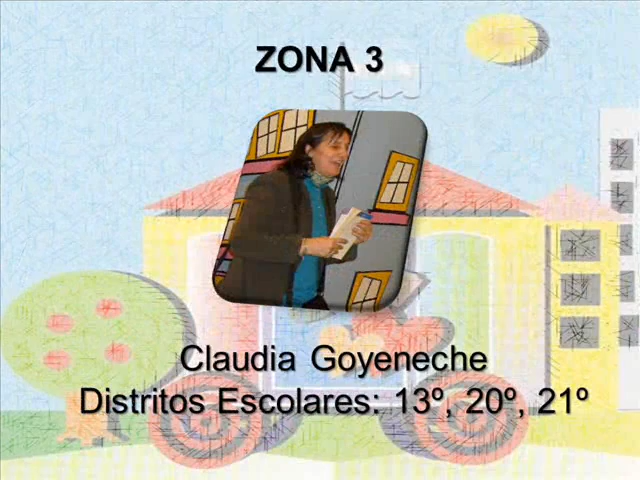 ZONA 3
Claudia Goyeneche
Distritos Escolares: 13º, 20º, 21º